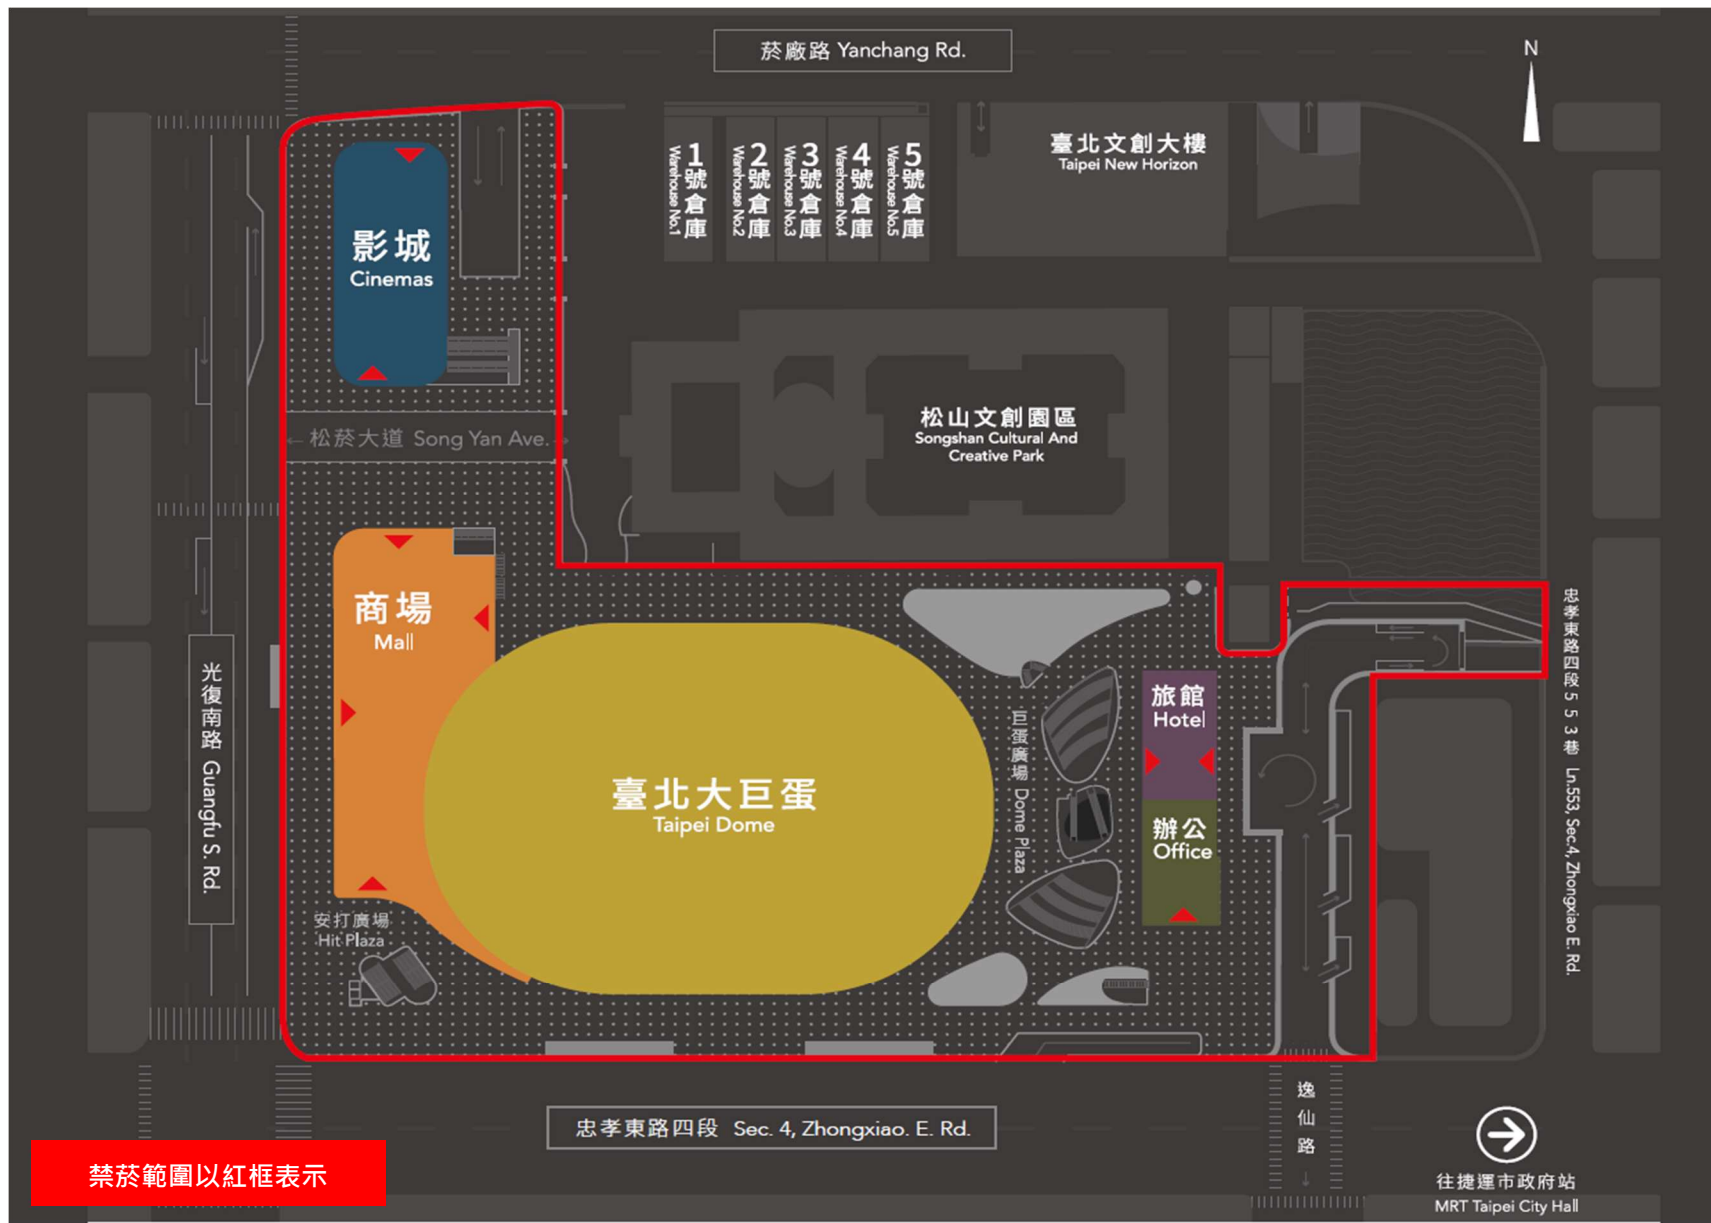 菸廠路 Yanchang Rd.
N
1號倉庫
Warehouse No.1
2號倉庫
Warehouse No.2
3號倉庫
Warehouse No.3
4號倉庫
Warehouse No.4
5號倉庫
Warehouse No.5
臺北文創大樓
Taipei New Horizon
影城
Cinemas
松山文創園區
Songshan Cultural And
Creative Park
←松菸大道 Song Yan Ave.→
商場
Mall
光復南路 Guangfu S. Rd.
臺北大巨蛋
Taipei Dome
巨蛋廣場 Dome Plaza
旅館
Hotel
辦公
Office
忠孝東路四段553巷 Ln.553, Sec.4, Zhongxiao E. Rd.
安打廣場
Hit Plaza
忠孝東路四段 Sec. 4, Zhongxiao. E. Rd.
逸仙路
往捷運市政府站
MRT Taipei City Hall
禁菸範圍以紅框表示